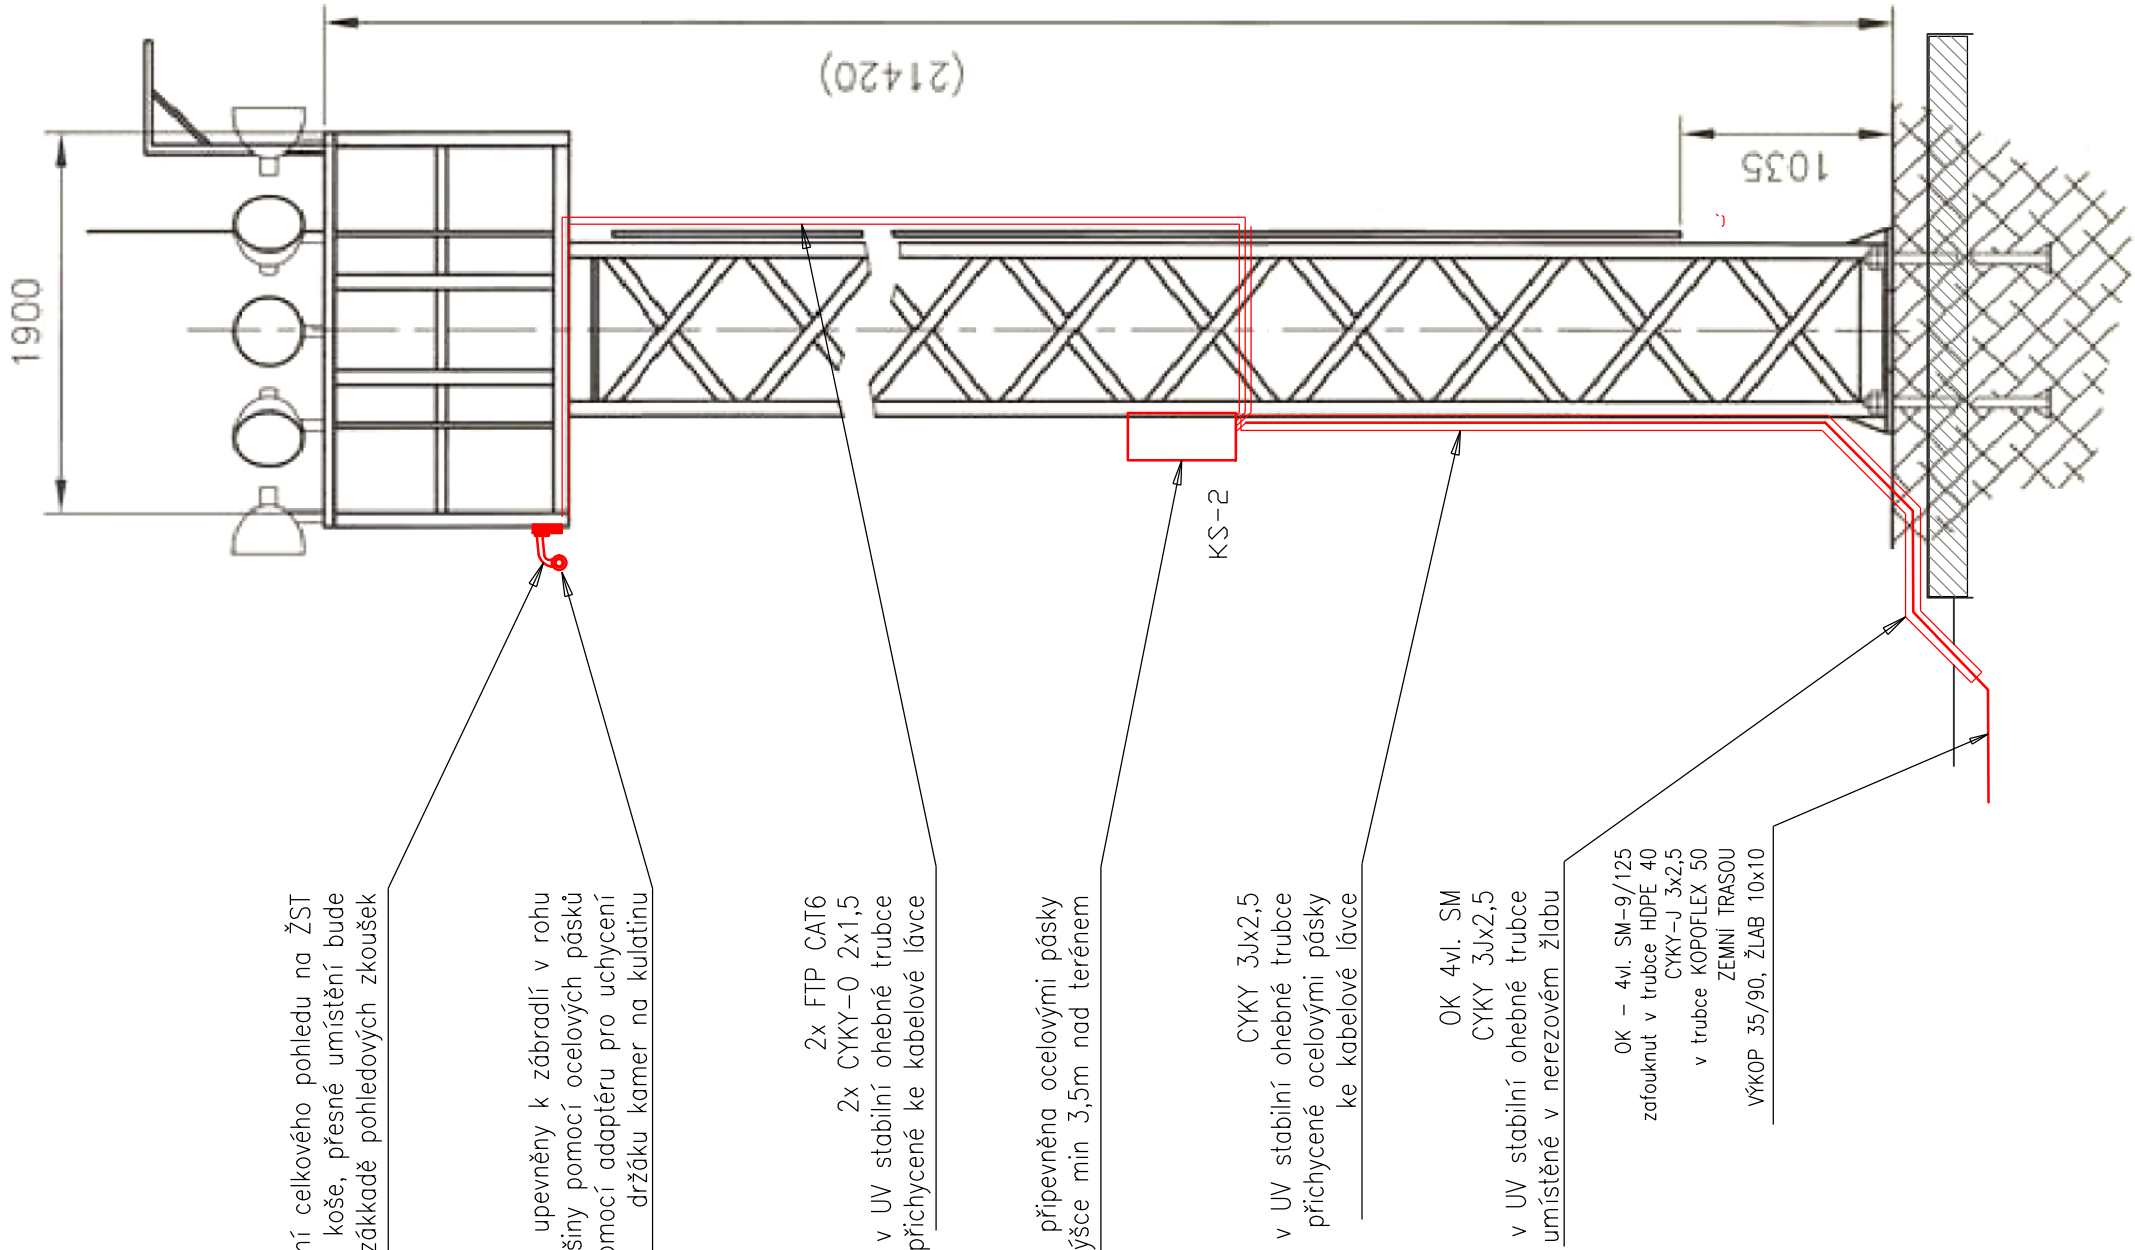 (21420)
1035
1900
KS-2
celkového pohledu na ŽST
koše, přesné umístění bude
zákkadě pohledových zkoušek
upevněny k zábradlí v rohu
pomocí ocelových pásků
adaptéru pro uchycení
držáku kamer na kulatinu
2x FTP CAT6
2x CYKY-O 2x1,5
v UV stabilní ohebné trubce
přichycené ke kabelové lávce
připevněna ocelovými pásky
min 3,5m nad terénem
CYKY 3Jx2,5
v UV stabilní ohebné trubce
přichycené ocelovými pásky
ke kabelové lávce
OK 4vl. SM
CYKY 3Jx2,5
v UV stabilní ohebné trubce
umístěné v nerezovém žlabu
OK - 4vl. SM-9/125
zafouknut v trubce HDPE 40
CYKY-J 3x2,5
v trubce KOPOFLEX 50
ZEMNÍ TRASOU
VÝKOP 35/90, ŽLAB 10x10